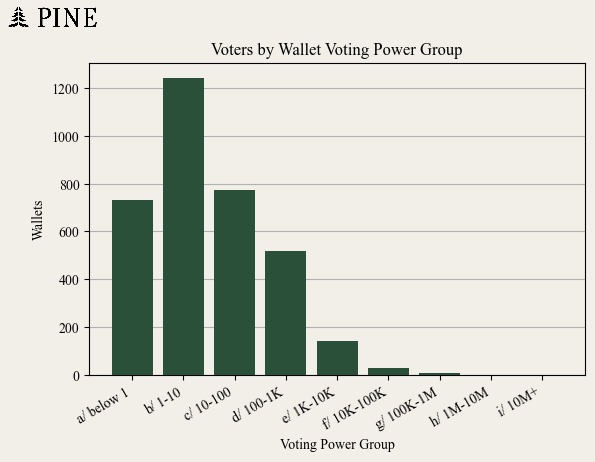 PINE
Voters by Wallet Voting Power Group
Wallets
1200
1000
800
600
400
200
0
a/ below 1
b/ 1-10
c/ 10-100
d/ 100-1K
e/ 1K-10K
f/ 10K-100K
g/ 100K-1M
h/ 1M-10M
i/ 10M+
Voting Power Group